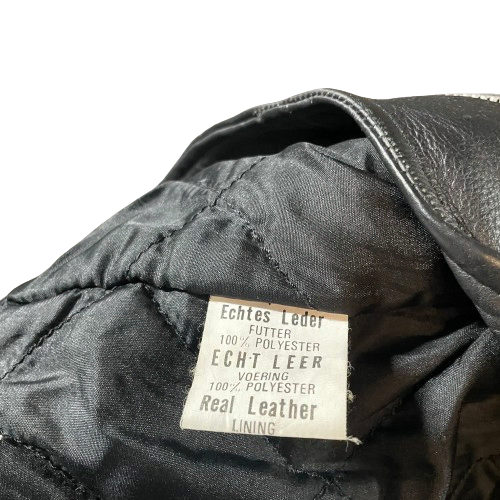 Echtes Leder
FUTTER
100% POLYESTER
ECHT LEER
VOERING
100% POLYESTER
Real Leather
LINING